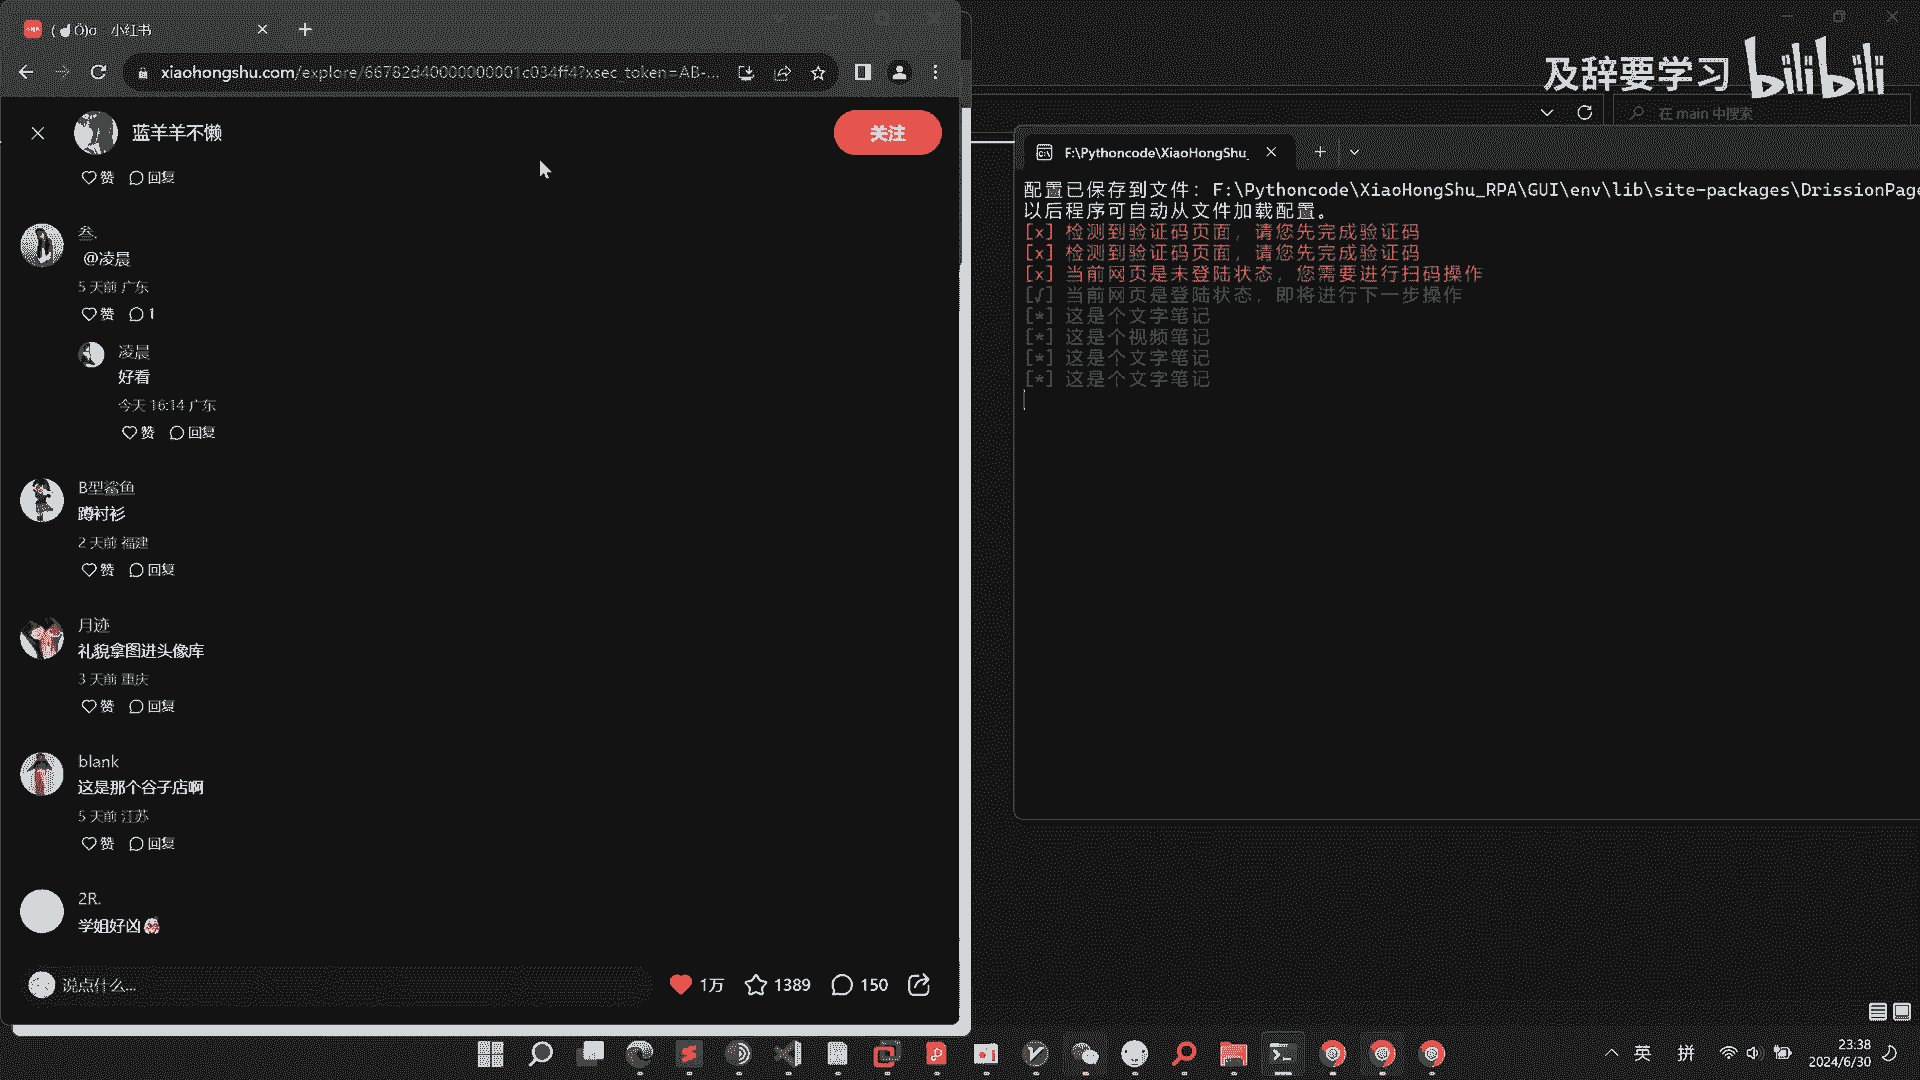 ( ☝Ö)σ 小红书
xiaohongshu.com/explore/66782d40000000001c034ff4?xsec_token=AB-...
蓝羊羊不懒
关注
赞 回复
叁.
@凌晨
5 天前 广东
赞 1
凌晨
好看
今天 16:14 广东
赞 回复
B型鲨鱼
蹲衬衫
2 天前 福建
赞 回复
月迹
礼貌拿图进头像库
3 天前 重庆
赞 回复
blank
这是那个谷子店啊
5 天前 江苏
赞 回复
2R.
学姐好凶
说点什么...
1万 1389 150
及辞要学习 bilibili
在 main 中搜索
F:\Pythoncode\XiaoHongShu_
配置已保存到文件: F:\Pythoncode\XiaoHongShu_RPA\GUI\env\lib\site-packages\DrissionPage
以后程序可自动从文件加载配置。
[x] 检测到验证码页面, 请您先完成验证码
[x] 检测到验证码页面, 请您先完成验证码
[x] 当前网页是未登陆状态, 您需要进行扫码操作
[√] 当前网页是登陆状态, 即将进行下一步操作
[*] 这是个文字笔记
[*] 这是个视频笔记
[*] 这是个文字笔记
[*] 这是个文字笔记
英 拼
23:38
2024/6/30